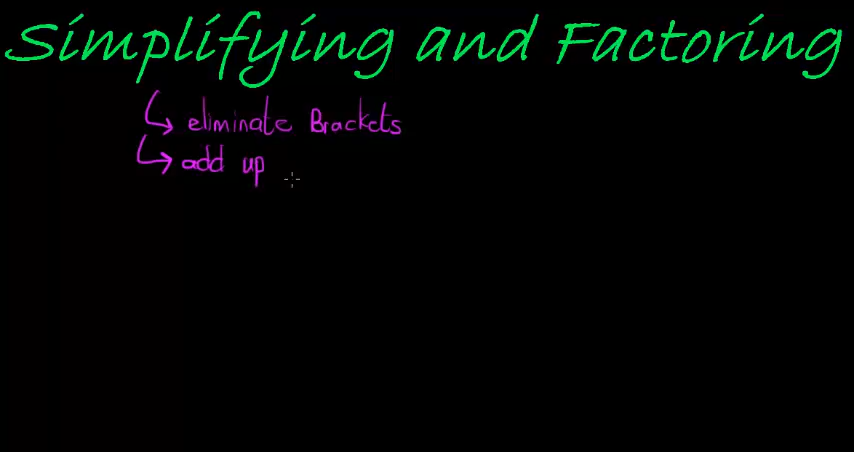 Simplifying and Factoring
eliminate Brackets
add up